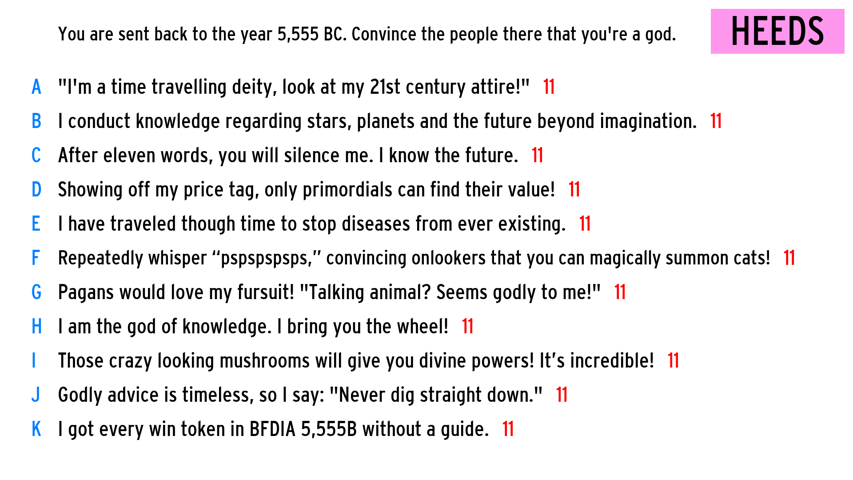 You are sent back to the year 5,555 BC. Convince the people there that you're a god.
HEEDS
A "I'm a time travelling deity, look at my 21st century attire!" 11
B I conduct knowledge regarding stars, planets and the future beyond imagination. 11
C After eleven words, you will silence me. I know the future. 11
D Showing off my price tag, only primordials can find their value! 11
E I have traveled though time to stop diseases from ever existing. 11
F Repeatedly whisper “pspspspsps,” convincing onlookers that you can magically summon cats! 11
G Pagans would love my fursuit! "Talking animal? Seems godly to me!" 11
H I am the god of knowledge. I bring you the wheel! 11
I Those crazy looking mushrooms will give you divine powers! It’s incredible! 11
J Godly advice is timeless, so I say: "Never dig straight down." 11
K I got every win token in BFDIA 5,555B without a guide. 11